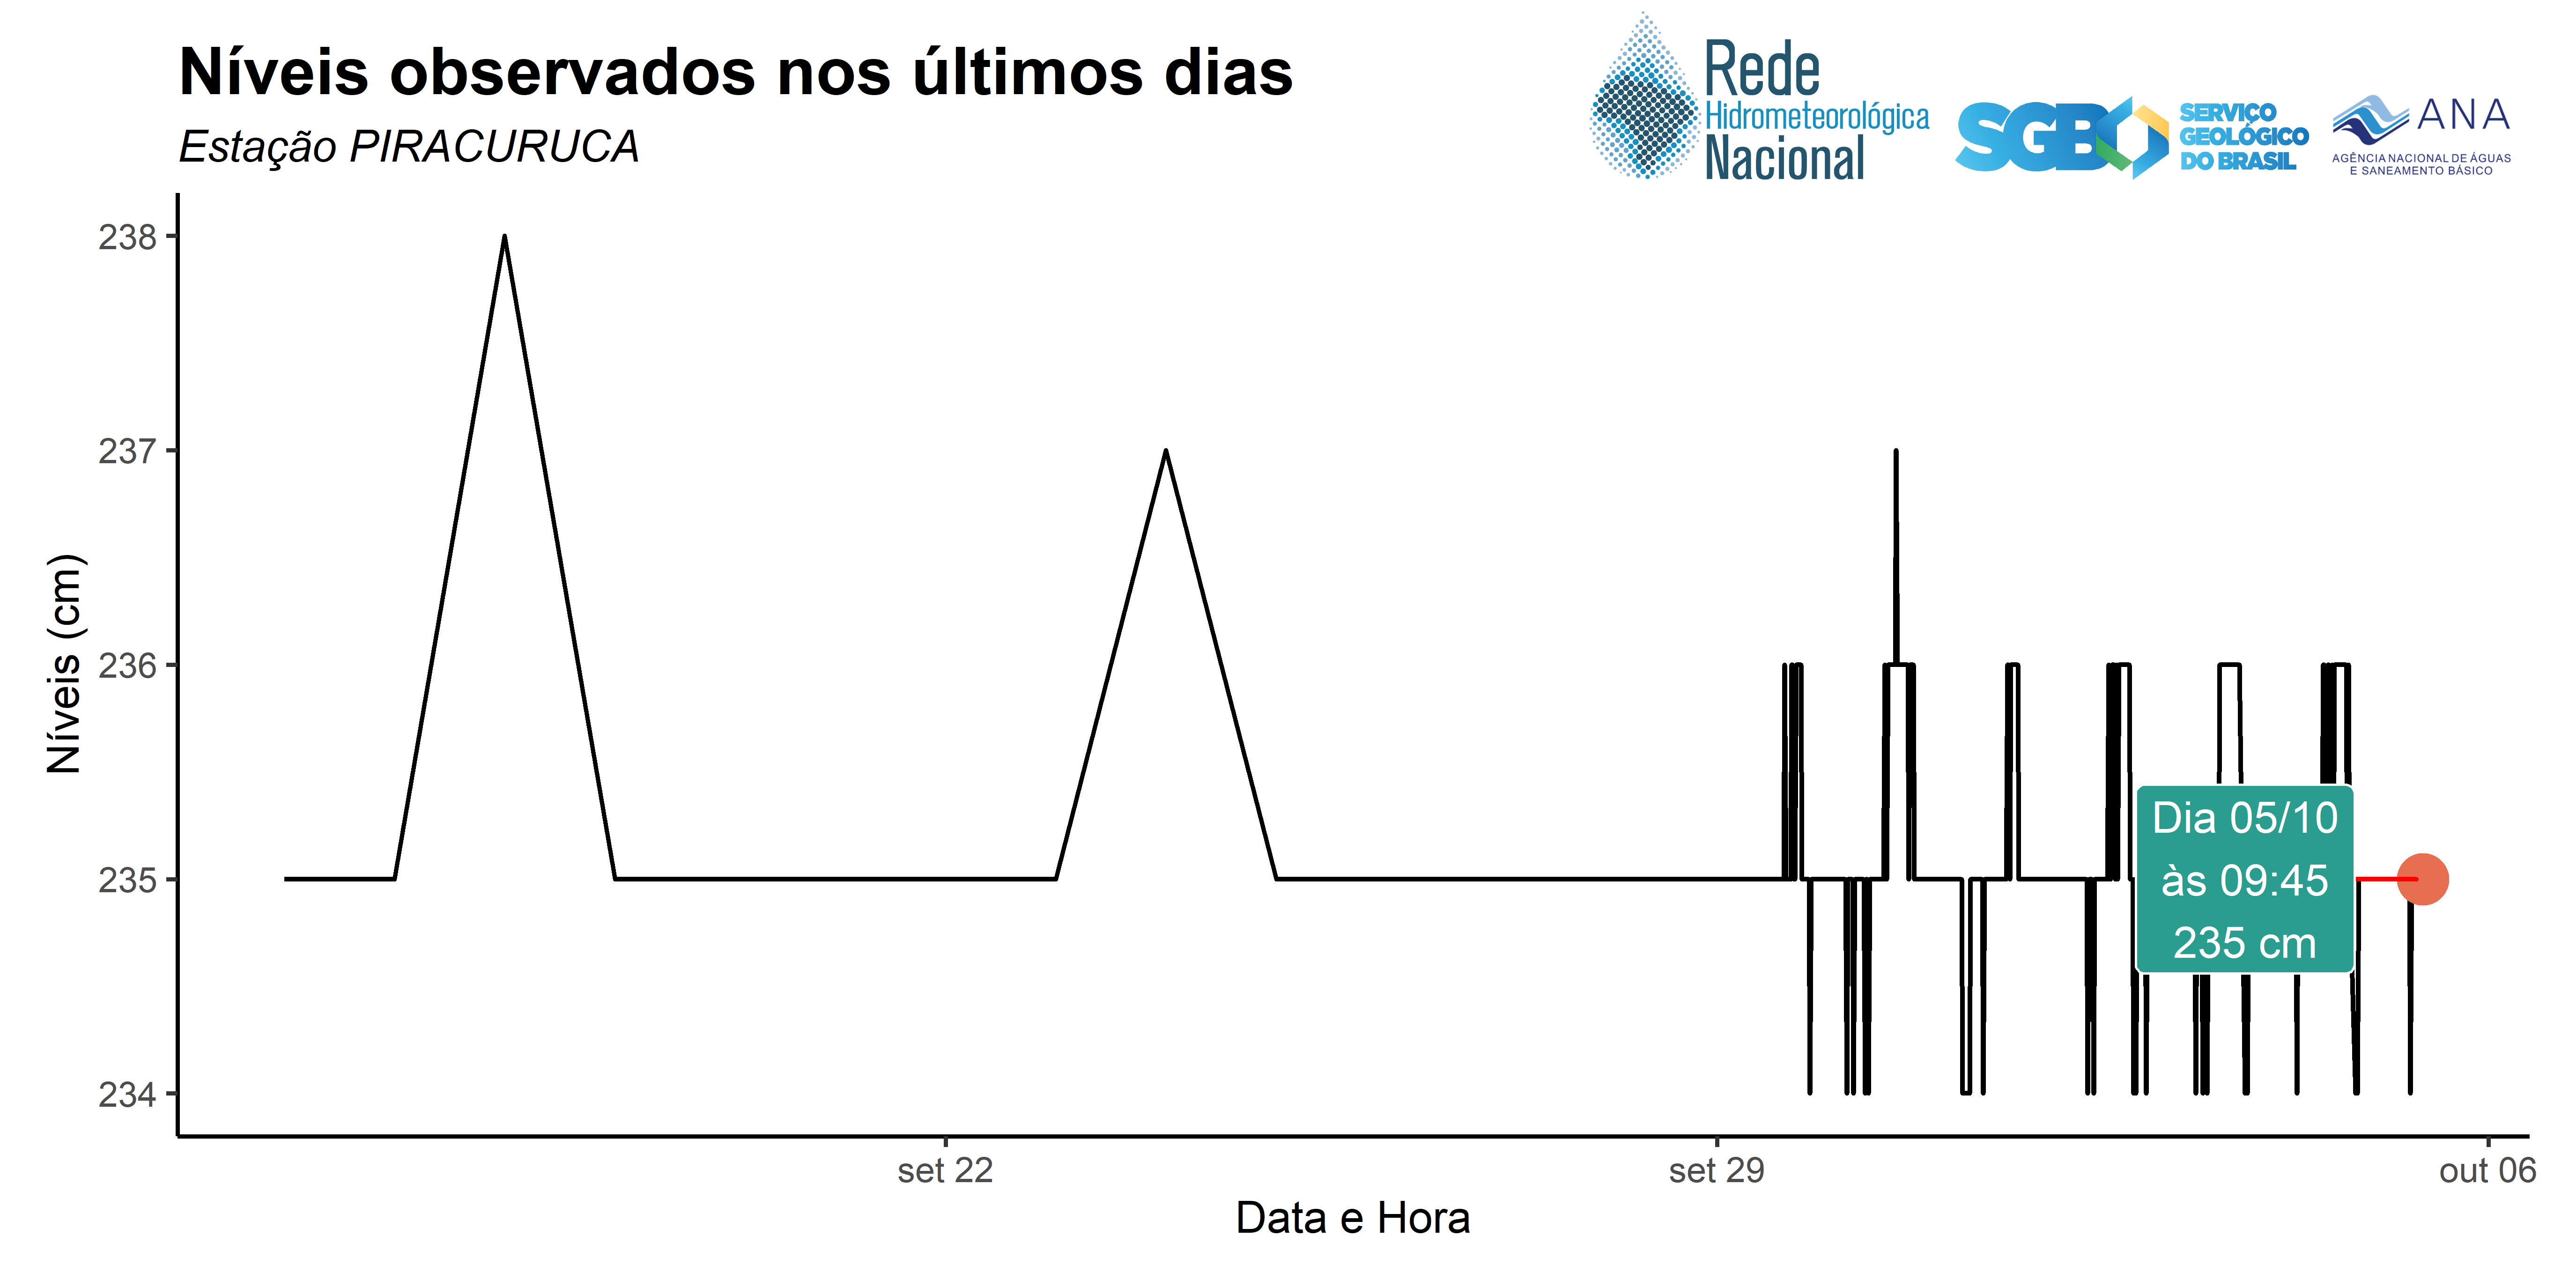 Níveis observados nos últimos dias
Estação PIRACURUCA
Rede
Hidrometeorológica
Nacional
SGB
SERVIÇO
GEOLÓGICO
DO BRASIL
ANA
AGÊNCIA NACIONAL DE ÁGUAS
E SANEAMENTO BÁSICO
Níveis (cm)
238
237
236
235
234
Dia 05/10
às 09:45
235 cm
set 22
set 29
out 06
Data e Hora